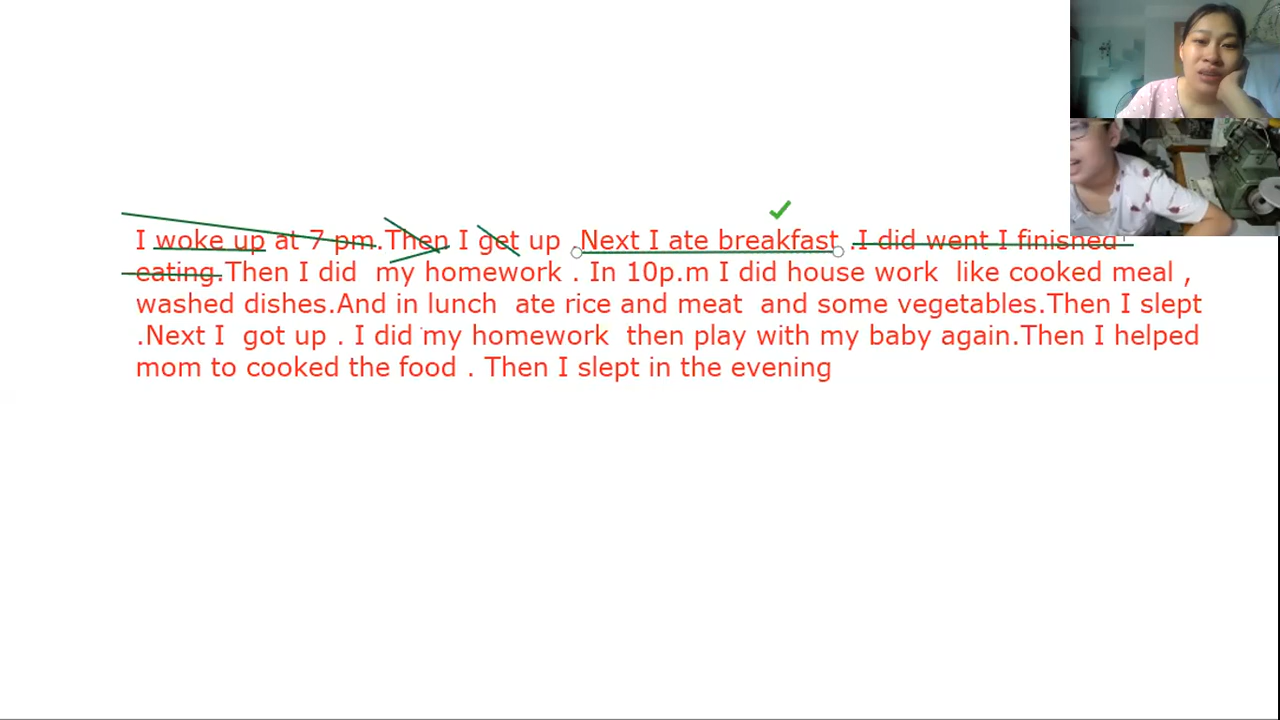 I woke up at 7 pm.Then I get up .Next I ate breakfast .I did went I finished
eating.Then I did my homework . In 10p.m I did house work like cooked meal ,
washed dishes.And in lunch ate rice and meat and some vegetables.Then I slept
.Next I got up . I did my homework then play with my baby again.Then I helped
mom to cooked the food . Then I slept in the evening